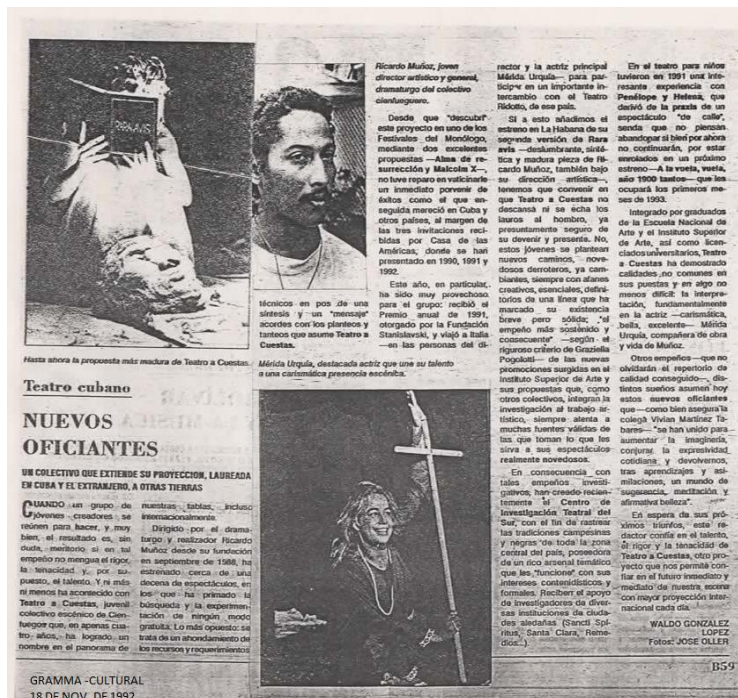 RARA AVIS
Hasta ahora la propuesta más madura de Teatro a Cuestas.
Teatro cubano
NUEVOS
OFICIANTES
UN COLECTIVO QUE EXTIENDE SU PROYECCION, LAUREADA
EN CUBA Y EL EXTRANJERO, A OTRAS TIERRAS
CUANDO un grupo de
jóvenes creadores se
reúnen para hacer, y muy
bien, el resultado es, sin
duda, meritorio si en tal
empeño no mengua el rigor,
la tenacidad y, por su-
puesto, el talento. Y ni más
ni menos ha acontecido con
Teatro a Cuestas, juvenil
colectivo escénico de Cien-
fuegos que, en apenas cua-
tro años, ha logrado un
nombre en el panorama de
nuestras tablas, incluso
internacionalmente.
Dirigido por el drama-
turgo y realizador Ricardo
Muñoz desde su fundación
en septiembre de 1988, ha
estrenado cerca de una
decena de espectáculos, en
los que ha primado la
búsqueda y la experimen-
tación de ningún modo
gratuita. Lo más opuesto: se
trata de un ahondamiento de
los recursos y requerimientos
técnicos en pos de una
síntesis y un "mensaje"
acordes con los planteos y
tanteos que asume Teatro a
Cuestas.
Ricardo Muñoz, joven
director artístico y general,
dramaturgo del colectivo
cienfueguero.
Desde que "descubrí"
este proyecto en uno de los
Festivales del Monólogo,
mediante dos excelentes
propuestas —Alma de re-
surrección y Malcolm X—,
no tuve reparo en vaticinarle
un inmediato porvenir de
éxitos como el que en-
seguida mereció en Cuba y
otros países, al margen de
las tres invitaciones reci-
bidas por Casa de las
Américas, donde se han
presentado en 1990, 1991 y
1992.
Este año, en particular,
ha sido muy provechoso
para el grupo: recibió el
Premio anual de 1991,
otorgado por la Fundación
Stanislavski, y viajó a Italia
—en las personas del di-
Mérida Urquía, destacada actriz que une su talento
a una carismática presencia escénica.
rector y la actriz principal
Mérida Urquía— para par-
ticipar en un importante in-
tercambio con el Teatro
Ridotto, de ese país.
Si a esto añadimos el
estreno en La Habana de su
segunda versión de Rara
avis —deslumbrante, sinté-
tica y madura pieza de Ri-
cardo Muñoz, también bajo
su dirección artística—,
tenemos que convenir en
que Teatro a Cuestas no
descansa ni se echa los
lauros al hombro, ya
presuntamente seguro de
su devenir y presente. No,
estos jóvenes se plantean
nuevos caminos, nove-
dosos derroteros, ya cam-
biantes, siempre con afanes
creativos, esenciales, defini-
torios de una línea que ha
marcado su existencia
breve pero sólida; "el
empeño más sostenido y
consecuente" —según el
riguroso criterio de Graziella
Pogolotti— de las nuevas
promociones surgidas en el
Instituto Superior de Arte y
sus propuestas que, como
otros colectivos, integran la
investigación al trabajo ar-
tístico, siempre atenta a
muchas fuentes válidas de
las que toman lo que les
sirva a sus espectáculos
realmente novedosos.
En consecuencia con
tales empeños investi-
gativos, han creado recien-
temente el Centro de
Investigación Teatral del
Sur, con el fin de rastrear
las tradiciones campesinas
y negras de toda la zona
central del país, poseedora
de un rico arsenal temático
que les "funcione" con sus
intereses contenidísticos y
formales. Reciben el apoyo
de investigadores de diver-
sas instituciones de ciuda-
des aledañas (Sancti Spí-
ritus, Santa Clara, Reme-
dios...).
En el teatro para niños
tuvieron en 1991 una inte-
resante experiencia con
Penélope y Helena, que
derivó de la praxis de un
espectáculo "de calle",
senda que no piensan
abandonar si bien por ahora
no continuarán, por estar
enrolados en un próximo
estreno —A la vuelta, vuelta,
año 1900 tantos— que les
ocupará los primeros me-
ses de 1993.
Integrado por graduados
de la Escuela Nacional de
Arte y el Instituto Superior
de Arte, así como licen-
ciados universitarios, Teatro
a Cuestas ha demostrado
calidades no comunes en
sus puestas y en algo no
menos difícil: la interpre-
tación, fundamentalmente
en la actriz —carismática,
bella, excelente— Mérida
Urquía, compañera de obra
y vida de Muñoz.
Otros empeños —que no
olvidarán el repertorio de
calidad conseguido—, dis-
tintos sueños asumen hoy
estos nuevos oficiantes
que —como bien asegura la
colega Vivian Martínez Ta-
bares— "se han unido para
aumentar la imaginería,
conjurar la expresividad
cotidiana y devolvernos,
tras aprendizajes y asi-
milaciones, un mundo de
sugerencia, meditación y
afirmativa belleza".
En espera de sus pró-
ximos triunfos, este re-
dactor confía en el talento,
el rigor y la tenacidad de
Teatro a Cuestas, otro pro-
yecto que nos permite con-
fiar en el futuro inmediato y
mediato de nuestra escena
con mayor proyección inter-
nacional cada día.
WALDO GONZALEZ
LOPEZ
Fotos: JOSE OLLER
B59
GRAMMA -CULTURAL
18 DE NOV. DE 1992